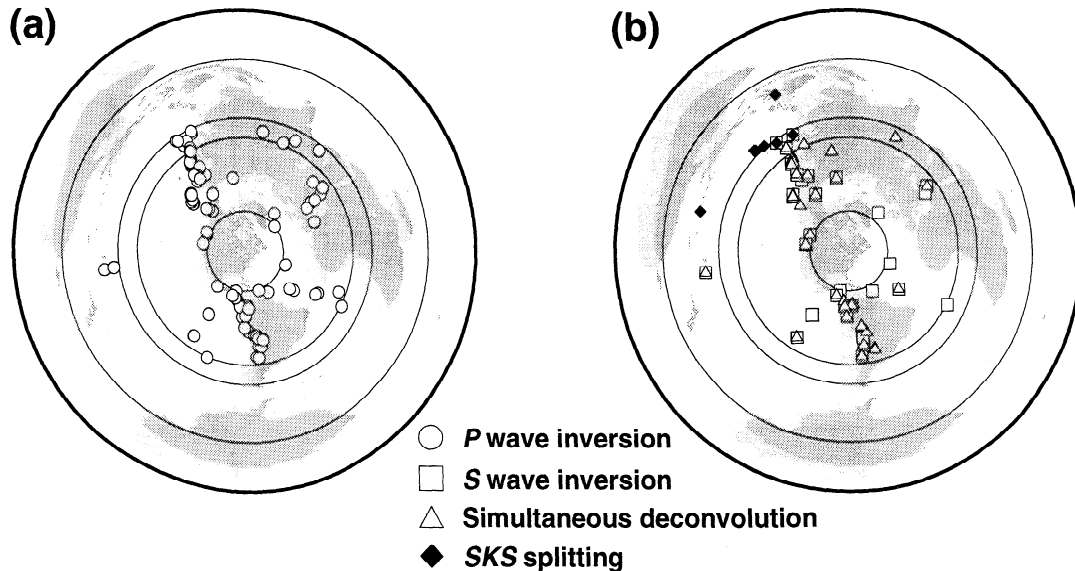 (a)
(b)
P wave inversion
S wave inversion
Simultaneous deconvolution
SKS splitting